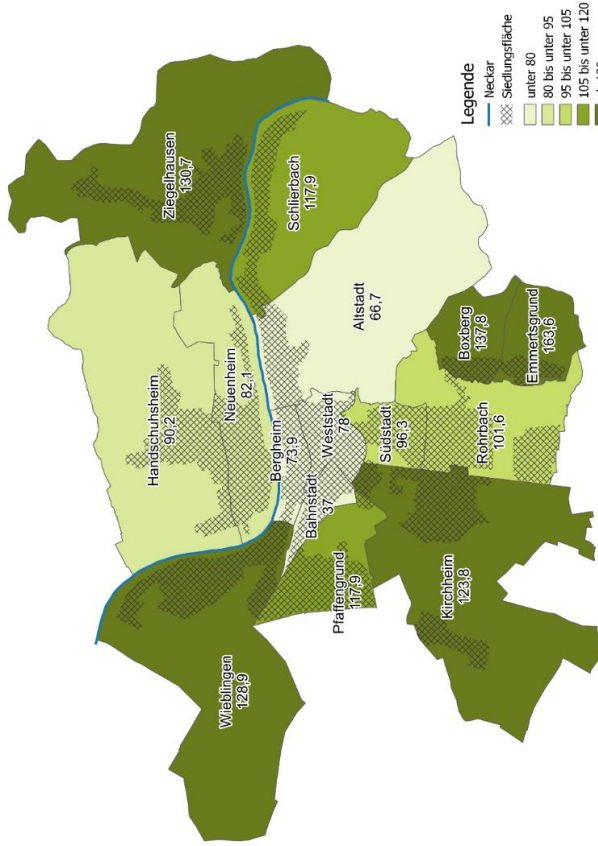 Ziegelhausen
130,7
Handschuhsheim
90,2
Neuenheim
82,1
Schlierbach
117,9
Wieblingen
128,9
Bergheim
73,9
Altstadt
66,7
Bahnstadt
37
Weststadt
78
Pfaffengrund
117,9
Südstadt
96,3
Boxberg
137,8
Emmertsgrund
163,6
Rohrbach
101,6
Kirchheim
123,8
Legende
Neckar
Siedlungsfläche
unter 80
80 bis unter 95
95 bis unter 105
105 bis unter 120